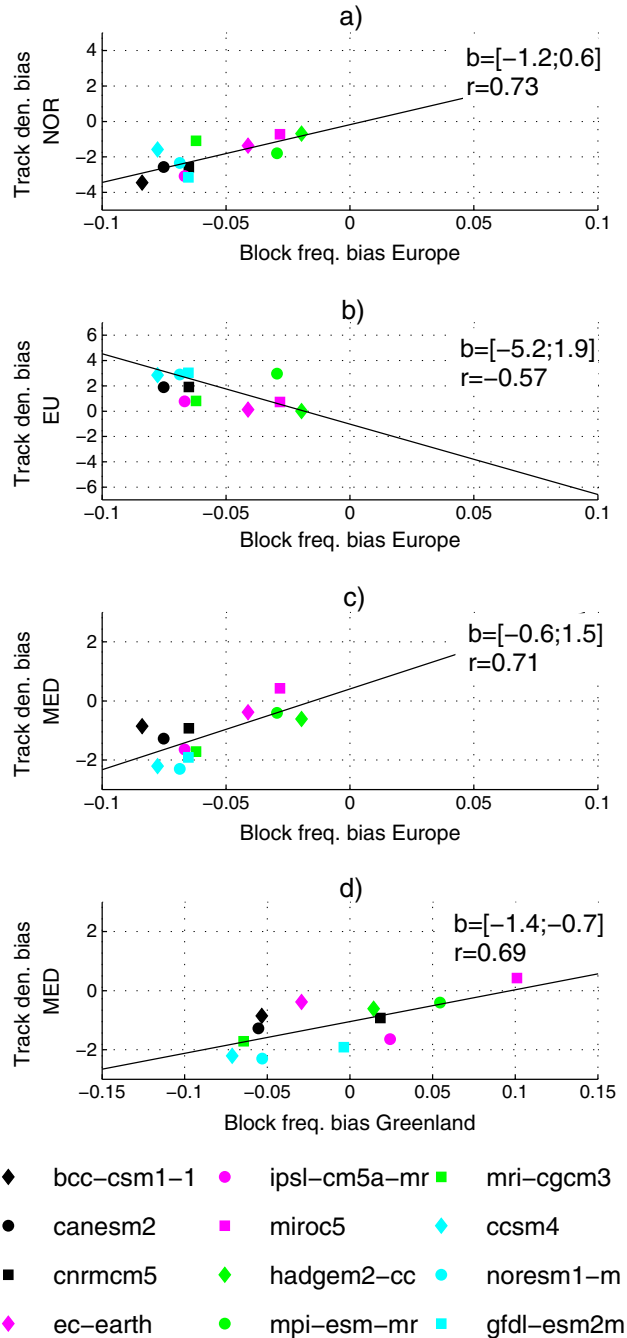 a)
b=[−1.2;0.6]
r=0.73
Track den. bias
NOR
4
2
0
−2
−4
−0.1 −0.05 0 0.05 0.1
Block freq. bias Europe
b)
b=[−5.2;1.9]
r=−0.57
Track den. bias
EU
6
4
2
0
−2
−4
−6
−0.1 −0.05 0 0.05 0.1
Block freq. bias Europe
c)
b=[−0.6;1.5]
r=0.71
Track den. bias
MED
2
0
−2
−0.1 −0.05 0 0.05 0.1
Block freq. bias Europe
d)
b=[−1.4;−0.7]
r=0.69
Track den. bias
MED
2
0
−2
−0.15 −0.1 −0.05 0 0.05 0.1 0.15
Block freq. bias Greenland
bcc−csm1−1 ipsl−cm5a−mr mri−cgcm3
canesm2 miroc5 ccsm4
cnrmcm5 hadgem2−cc noresm1−m
ec−earth mpi−esm−mr gfdl−esm2m